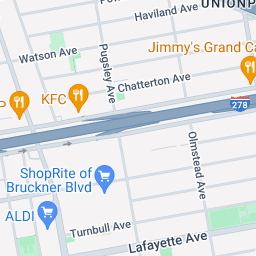 UNIONP
Haviland Ave
Watson Ave
Pugsley Ave
Jimmy's Grand Ca
Chatterton Ave
P
KFC
278
Olmstead Ave
ShopRite of
Bruckner Blvd
ALDI
Turnbull Ave
Lafayette Ave